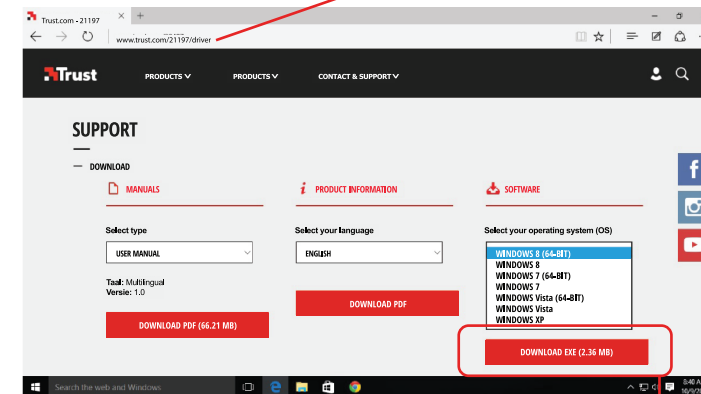 Trust.com - 21197
www.trust.com/21197/driver
Trust
PRODUCTS
PRODUCTS
CONTACT & SUPPORT
SUPPORT
DOWNLOAD
MANUALS
Select type
USER MANUAL
Taal: Multilingual
Versie: 1.0
DOWNLOAD PDF (66.21 MB)
PRODUCT INFORMATION
Select your language
ENGLISH
DOWNLOAD PDF
SOFTWARE
Select your operating system (OS)
WINDOWS 8 (64-BIT)
WINDOWS 8
WINDOWS 7 (64-BIT)
WINDOWS 7
WINDOWS Vista (64-BIT)
WINDOWS Vista
WINDOWS XP
DOWNLOAD EXE (2.36 MB)
Search the web and Windows
8:40 A